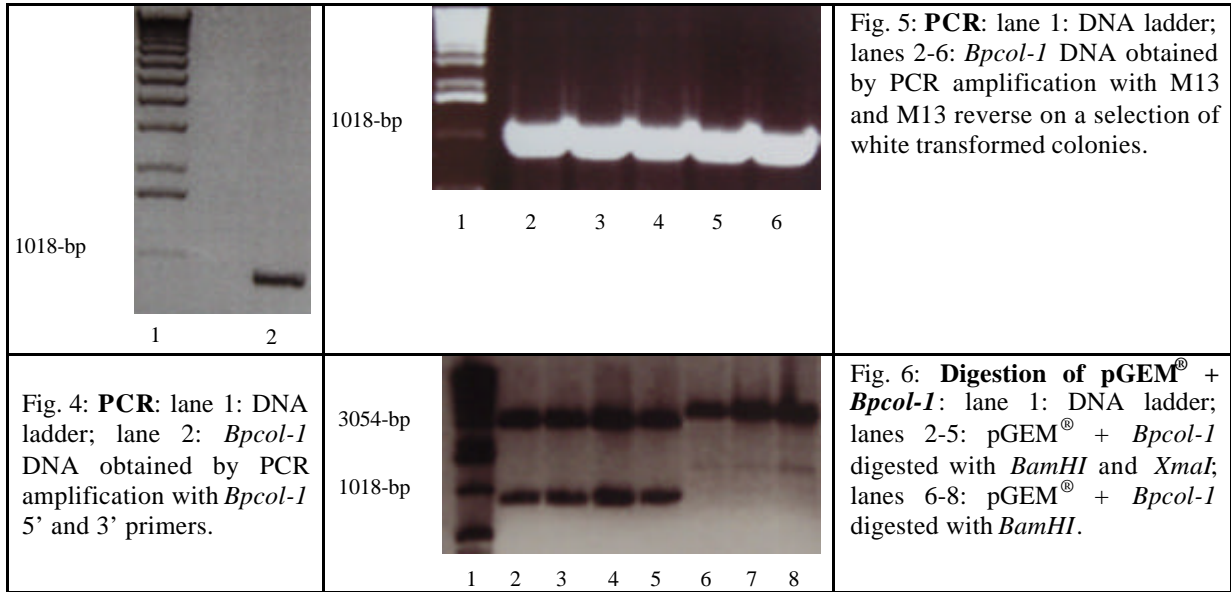 1018-bp
1 2
1018-bp
1 2 3 4 5 6
Fig. 5: PCR: lane 1: DNA ladder;
lanes 2-6: Bpcol-1 DNA obtained
by PCR amplification with M13
and M13 reverse on a selection of
white transformed colonies.
Fig. 4: PCR: lane 1: DNA
ladder; lane 2: Bpcol-1
DNA obtained by PCR
amplification with Bpcol-1
5’ and 3’ primers.
3054-bp
1018-bp
1 2 3 4 5 6 7 8
Fig. 6: Digestion of pGEM® +
Bpcol-1: lane 1: DNA ladder;
lanes 2-5: pGEM® + Bpcol-1
digested with BamHI and XmaI;
lanes 6-8: pGEM® + Bpcol-1
digested with BamHI.